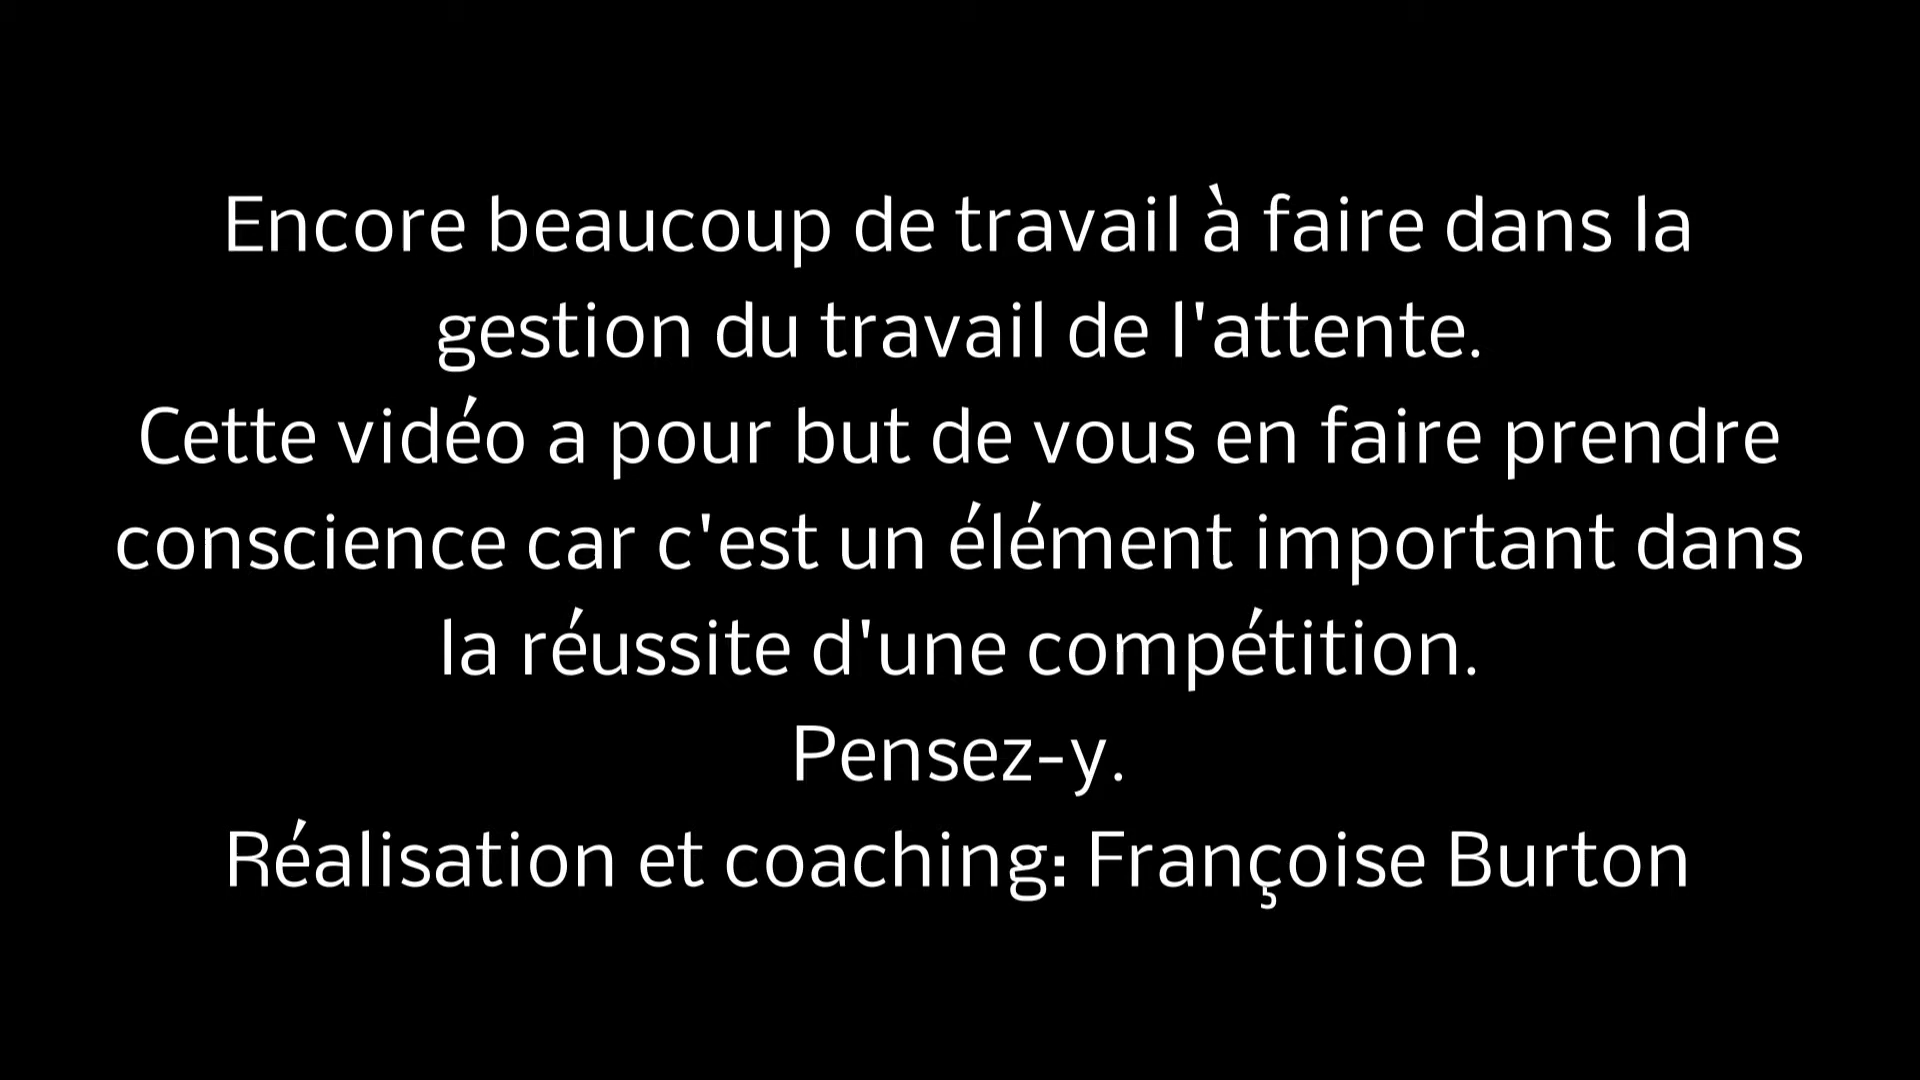 Encore beaucoup de travail à faire dans la
gestion du travail de l'attente.
Cette vidéo a pour but de vous en faire prendre
conscience car c'est un élément important dans
la réussite d'une compétition.
Pensez-y.
Réalisation et coaching: Françoise Burton